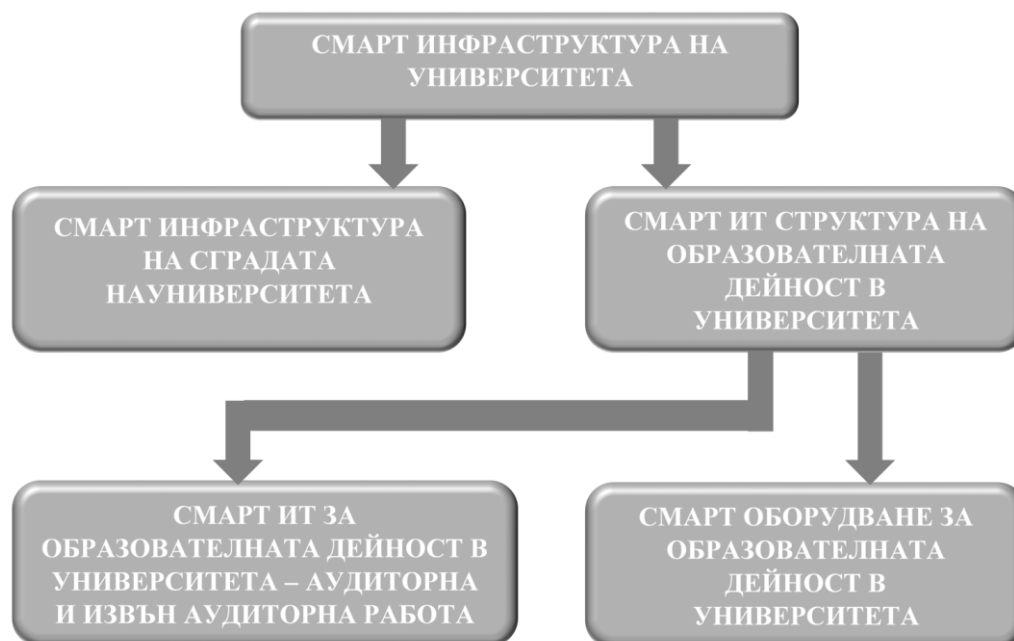 СМАРТ ИНФРАСТРУКТУРА НА
УНИВЕРСИТЕТА
СМАРТ ИНФРАСТРУКТУРА
НА СГРАДАТА
НАУНИВЕРСИТЕТА
СМАРТ ИТ СТРУКТУРА НА
ОБРАЗОВАТЕЛНАТА
ДЕЙНОСТ В
УНИВЕРСИТЕТА
СМАРТ ИТ ЗА
ОБРАЗОВАТЕЛНАТА ДЕЙНОСТ В
УНИВЕРСИТЕТА – АУДИТОРНА
И ИЗВЪН АУДИТОРНА РАБОТА
СМАРТ ОБОРУДВАНЕ ЗА
ОБРАЗОВАТЕЛНАТА
ДЕЙНОСТ В
УНИВЕРСИТЕТА